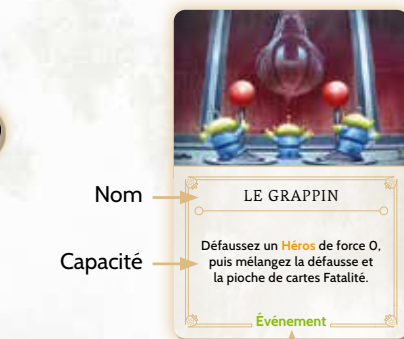 Nom
LE GRAPPIN
Capacité
Défaussez un Héros de force 0,
puis mélangez la défausse et
la pioche de cartes Fatalité.
Événement